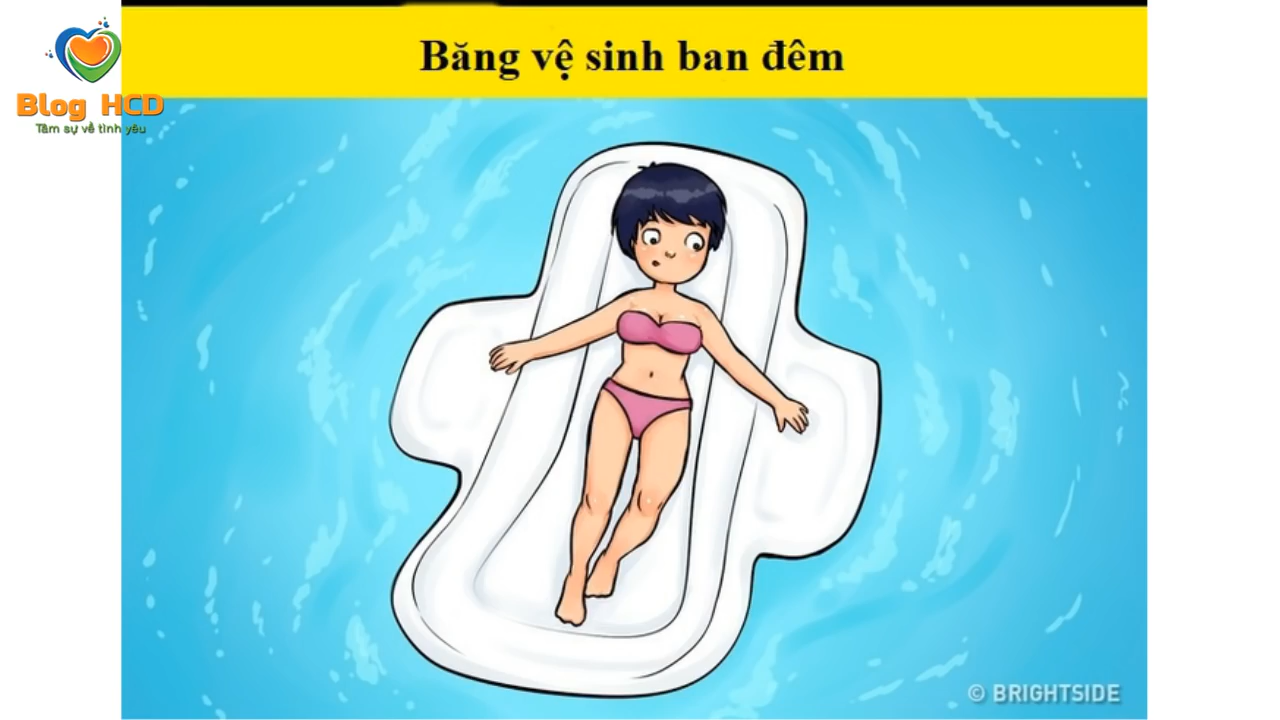 Băng vệ sinh ban đêm
Blog HCD
Tâm sự về tình yêu
© BRIGHTSIDE